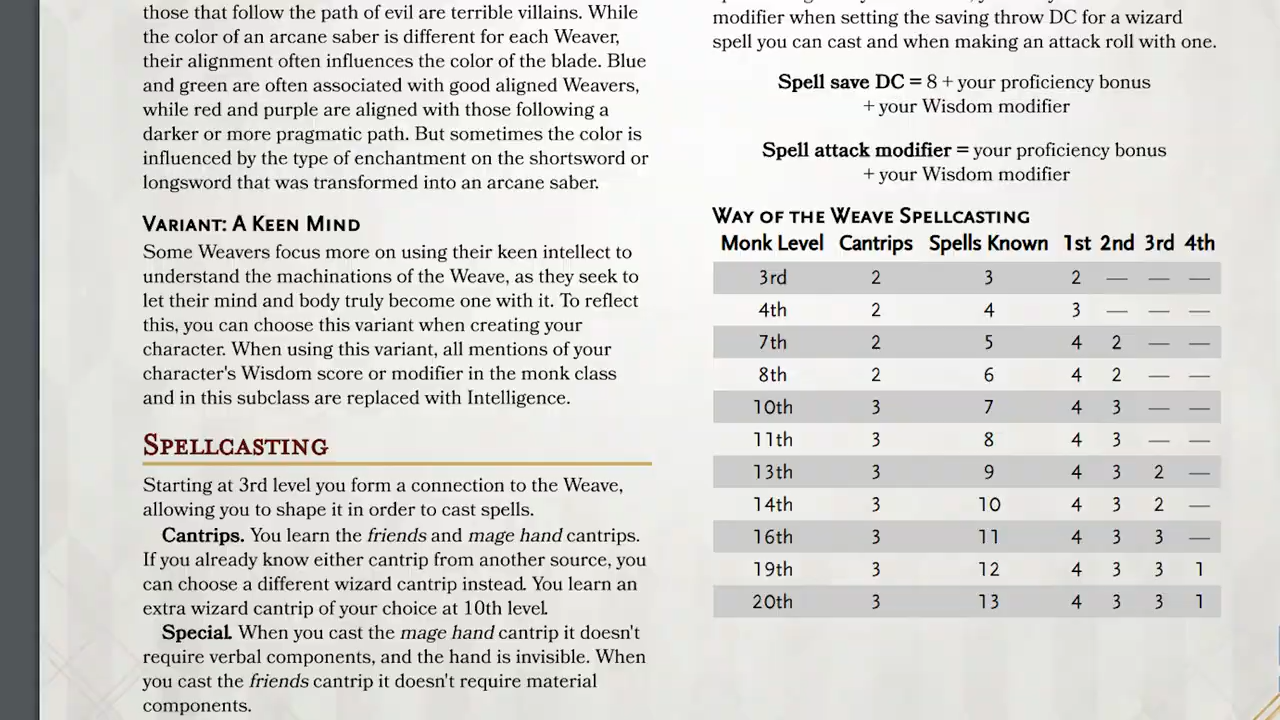 those that follow the path of evil are terrible villains. While
the color of an arcane saber is different for each Weaver,
their alignment often influences the color of the blade. Blue
and green are often associated with good aligned Weavers,
while red and purple are aligned with those following a
darker or more pragmatic path. But sometimes the color is
influenced by the type of enchantment on the shortsword or
longsword that was transformed into an arcane saber.
Variant: A Keen Mind
Some Weavers focus more on using their keen intellect to
understand the machinations of the Weave, as they seek to
let their mind and body truly become one with it. To reflect
this, you can choose this variant when creating your
character. When using this variant, all mentions of your
character's Wisdom score or modifier in the monk class
and in this subclass are replaced with Intelligence.
Spellcasting
Starting at 3rd level you form a connection to the Weave,
allowing you to shape it in order to cast spells.
Cantrips. You learn the friends and mage hand cantrips.
If you already know either cantrip from another source, you
can choose a different wizard cantrip instead. You learn an
extra wizard cantrip of your choice at 10th level.
Special. When you cast the mage hand cantrip it doesn't
require verbal components, and the hand is invisible. When
you cast the friends cantrip it doesn't require material
components.
modifier when setting the saving throw DC for a wizard
spell you can cast and when making an attack roll with one.
Spell save DC = 8 + your proficiency bonus
+ your Wisdom modifier
Spell attack modifier = your proficiency bonus
+ your Wisdom modifier
Way of the Weave Spellcasting
Monk Level Cantrips Spells Known 1st 2nd 3rd 4th
3rd 2 3 2 — — —
4th 2 4 3 — — —
7th 2 5 4 2 — —
8th 2 6 4 2 — —
10th 3 7 4 3 — —
11th 3 8 4 3 — —
13th 3 9 4 3 2 —
14th 3 10 4 3 2 —
16th 3 11 4 3 3 —
19th 3 12 4 3 3 1
20th 3 13 4 3 3 1